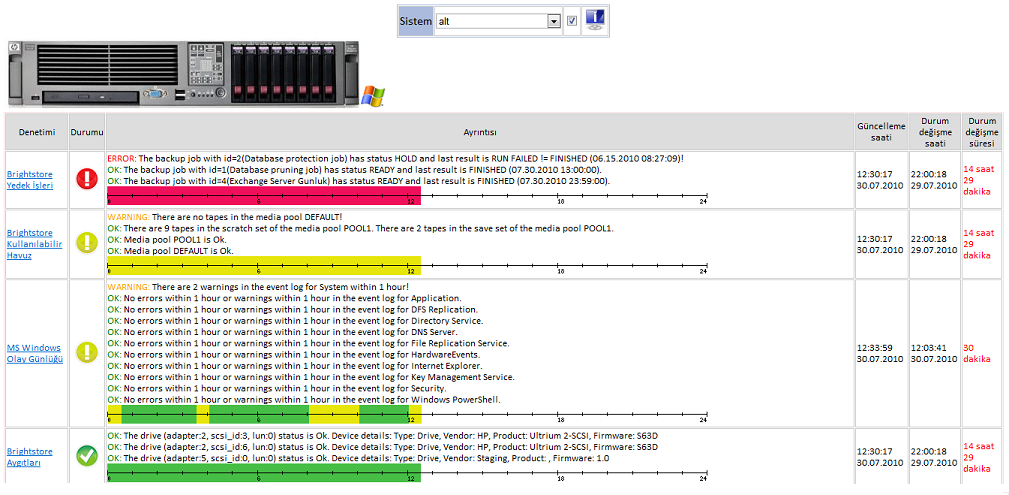 Sistem alt
Denetimi Durumu Ayrıntısı Güncelleme saati Durum değişme saati Durum değişme süresi
Brightstore Yedek İşleri
ERROR: The backup job with id=2(Database protection job) has status HOLD and last result is RUN FAILED != FINISHED (06.15.2010 08:27:09)!
OK: The backup job with id=1(Database pruning job) has status READY and last result is FINISHED (07.30.2010 13:00:00).
OK: The backup job with id=4(Exchange Server Gunluk) has status READY and last result is FINISHED (07.30.2010 23:59:00).
0 6 12 18 24
12:30:17 30.07.2010
22:00:18 29.07.2010
14 saat 29 dakika
Brightstore Kullanılabilir Havuz
WARNING: There are no tapes in the media pool DEFAULT!
OK: There are 9 tapes in the scratch set of the media pool POOL1. There are 2 tapes in the save set of the media pool POOL1.
OK: Media pool POOL1 is Ok.
OK: Media pool DEFAULT is Ok.
0 6 12 18 24
12:30:17 30.07.2010
22:00:18 29.07.2010
14 saat 29 dakika
MS Windows Olay Günlüğü
WARNING: There are 2 warnings in the event log for System within 1 hour!
OK: No errors within 1 hour or warnings within 1 hour in the event log for Application.
OK: No errors within 1 hour or warnings within 1 hour in the event log for DFS Replication.
OK: No errors within 1 hour or warnings within 1 hour in the event log for Directory Service.
OK: No errors within 1 hour or warnings within 1 hour in the event log for DNS Server.
OK: No errors within 1 hour or warnings within 1 hour in the event log for File Replication Service.
OK: No errors within 1 hour or warnings within 1 hour in the event log for HardwareEvents.
OK: No errors within 1 hour or warnings within 1 hour in the event log for Internet Explorer.
OK: No errors within 1 hour or warnings within 1 hour in the event log for Key Management Service.
OK: No errors within 1 hour or warnings within 1 hour in the event log for Security.
OK: No errors within 1 hour or warnings within 1 hour in the event log for Windows PowerShell.
0 6 12 18 24
12:33:59 30.07.2010
12:03:41 30.07.2010
30 dakika
Brightstore Aygıtları
OK: The drive (adapter:2, scsi_id:3, lun:0) status is Ok. Device details: Type: Drive, Vendor: HP, Product: Ultrium 2-SCSI, Firmware: S63D
OK: The drive (adapter:2, scsi_id:6, lun:0) status is Ok. Device details: Type: Drive, Vendor: HP, Product: Ultrium 2-SCSI, Firmware: S63D
OK: The drive (adapter:5, scsi_id:0, lun:0) status is Ok. Device details: Type: Drive, Vendor: Staging, Product: , Firmware: 1.0
0 6 12 18 24
12:30:17 30.07.2010
22:00:18 29.07.2010
14 saat 29 dakika